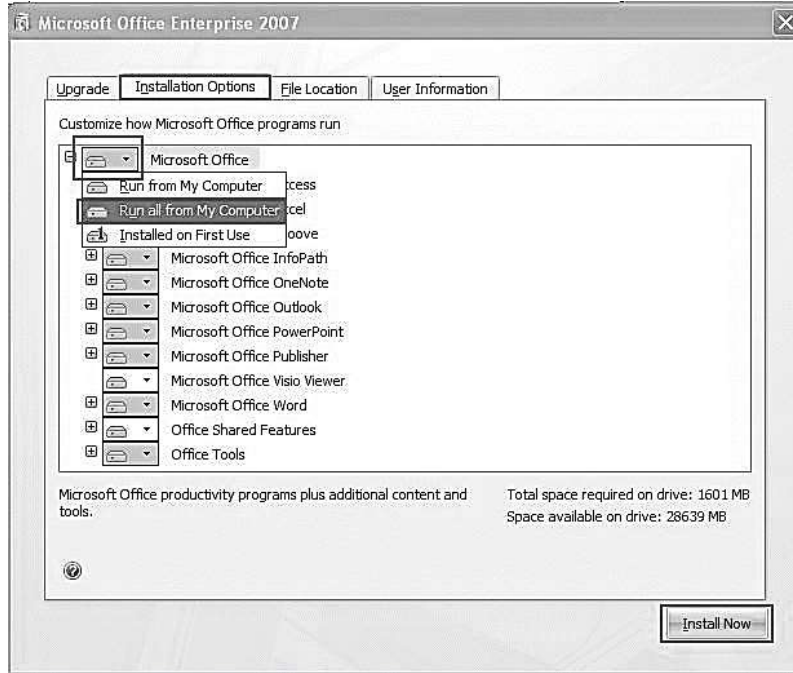 Microsoft Office Enterprise 2007
Upgrade Installation Options File Location User Information
Customize how Microsoft Office programs run
Microsoft Office
Run from My Computer ccess
Run all from My Computer cel
Installed on First Use oove
Microsoft Office InfoPath
Microsoft Office OneNote
Microsoft Office Outlook
Microsoft Office PowerPoint
Microsoft Office Publisher
Microsoft Office Visio Viewer
Microsoft Office Word
Office Shared Features
Office Tools
Microsoft Office productivity programs plus additional content and tools.
Total space required on drive: 1601 MB
Space available on drive: 28639 MB
Install Now